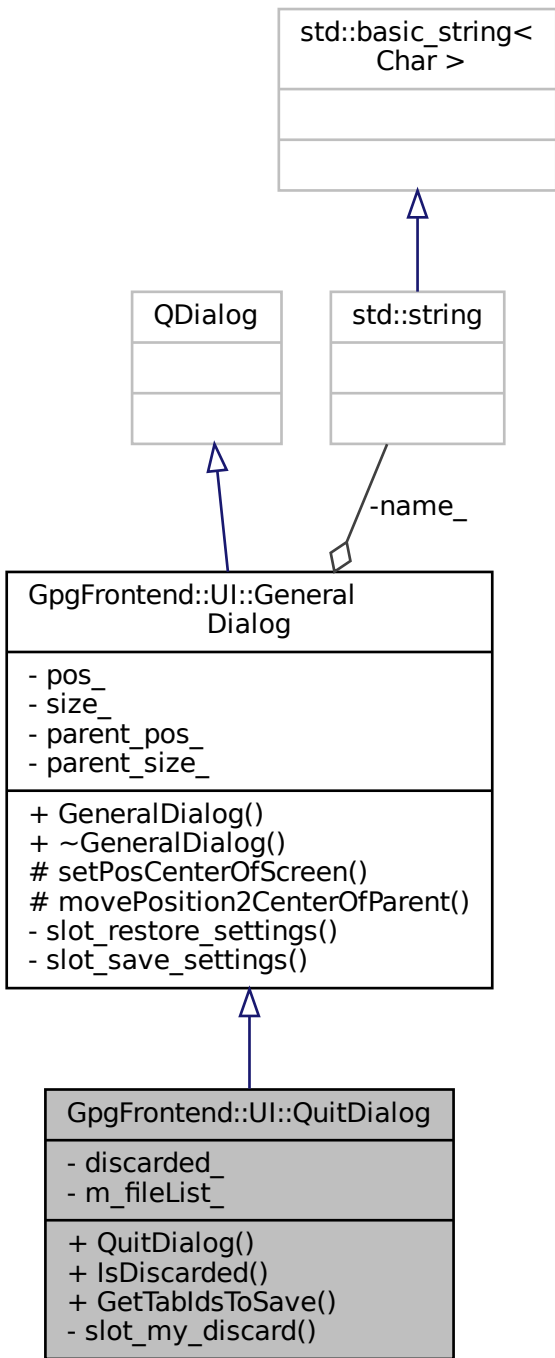 std::basic_string<
Char >
QDialog
std::string
-name_
GpgFrontend::UI::General
Dialog
- pos_
- size_
- parent_pos_
- parent_size_
+ GeneralDialog()
+ ~GeneralDialog()
# setPosCenterOfScreen()
# movePosition2CenterOfParent()
- slot_restore_settings()
- slot_save_settings()
GpgFrontend::UI::QuitDialog
- discarded_
- m_fileList_
+ QuitDialog()
+ IsDiscarded()
+ GetTabIdsToSave()
- slot_my_discard()